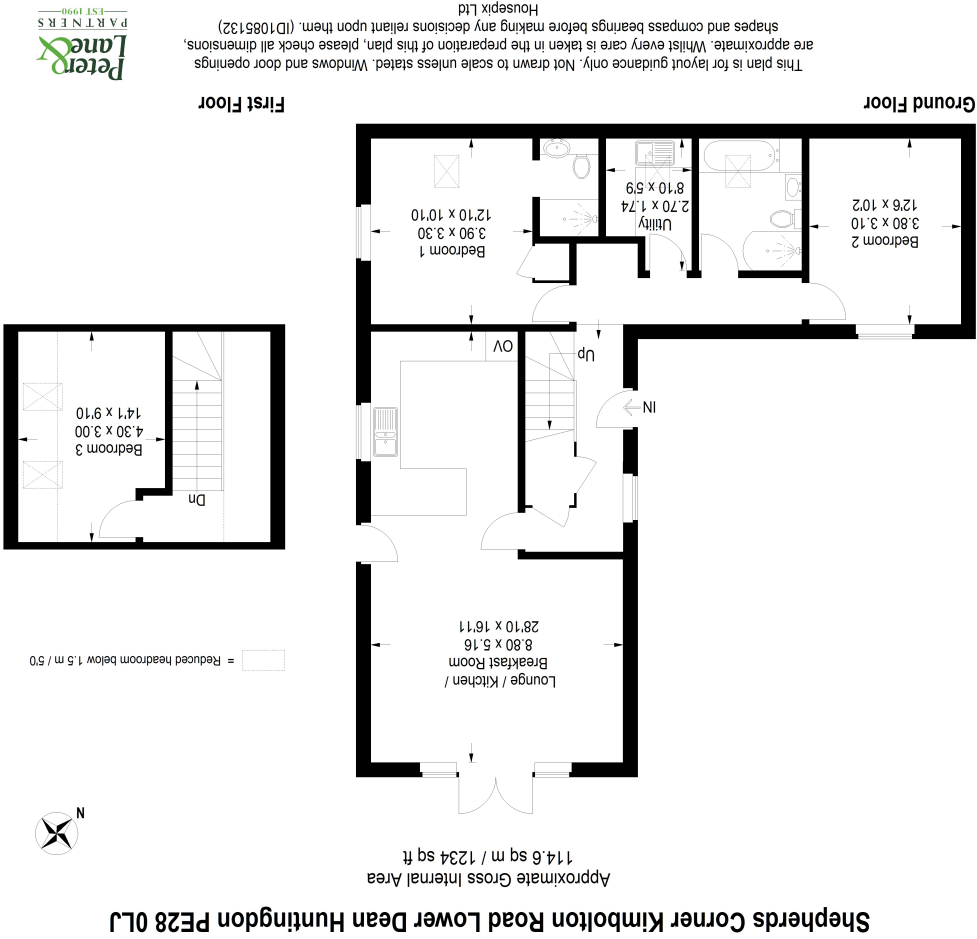 Shepherds Corner Kimbolton Road Lower Dean Huntingdon PE28 0LJ
Approximate Gross Internal Area
114.6 sq m / 1234 sq ft
N
Lounge / Kitchen /
Breakfast Room
8.80 x 5.16
28'10 x 16'11
= Reduced headroom below 1.5 m / 5'0
IN
Up
OV
Dn
Bedroom 3
4.30 x 3.00
14'1 x 9'10
Bedroom 2
3.80 x 3.10
12'6 x 10'2
Utility
2.70 x 1.74
8'10 x 5'9
Bedroom 1
3.90 x 3.30
12'10 x 10'10
Ground Floor
First Floor
This plan is for layout guidance only. Not drawn to scale unless stated. Windows and door openings
are approximate. Whilst every care is taken in the preparation of this plan, please check all dimensions,
shapes and compass bearings before making any decisions reliant upon them. (ID1085132)
Housepix Ltd
Peter
&
Lane
PARTNERS
EST 1990